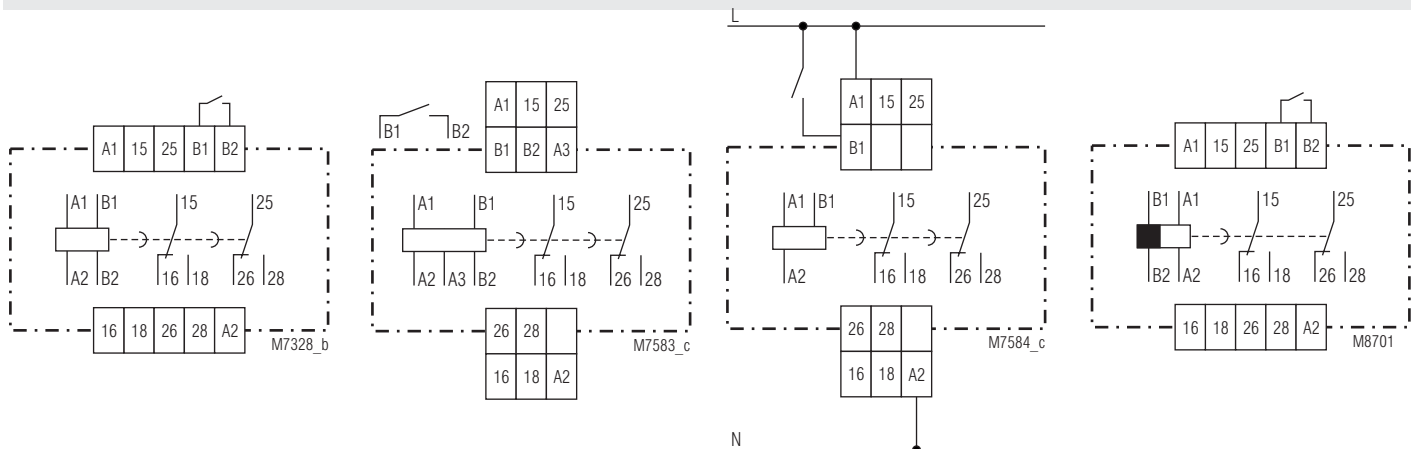 A1 15 25 B1 B2
A1 B1 15 25
A2 B2 16 18 26 28
16 18 26 28 A2
M7328_b
B1 B2
A1 15 25
B1 B2 A3
A1 B1 15 25
A2 A3 B2 16 18 26 28
26 28
M7583_c
16 18 A2
L
A1 15 25
B1
A1 B1 15 25
A2 16 18 26 28
26 28
M7584_c
16 18 A2
N
A1 15 25 B1 B2
B1 A1 15 25
B2 A2 16 18 26 28
16 18 26 28 A2
M8701